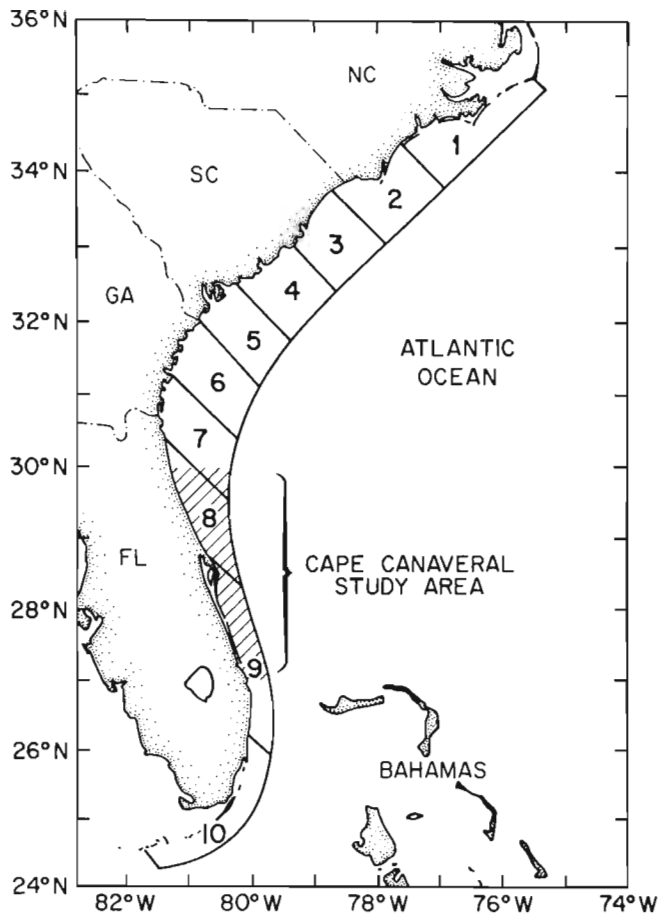 36°N
NC
34°N
1
SC
2
3
4
GA
32°N
5
ATLANTIC
OCEAN
6
7
30°N
8
FL
CAPE CANAVERAL
STUDY AREA
28°N
9
26°N
BAHAMAS
10
24°N
82°W 80°W 78°W 76°W 74°W